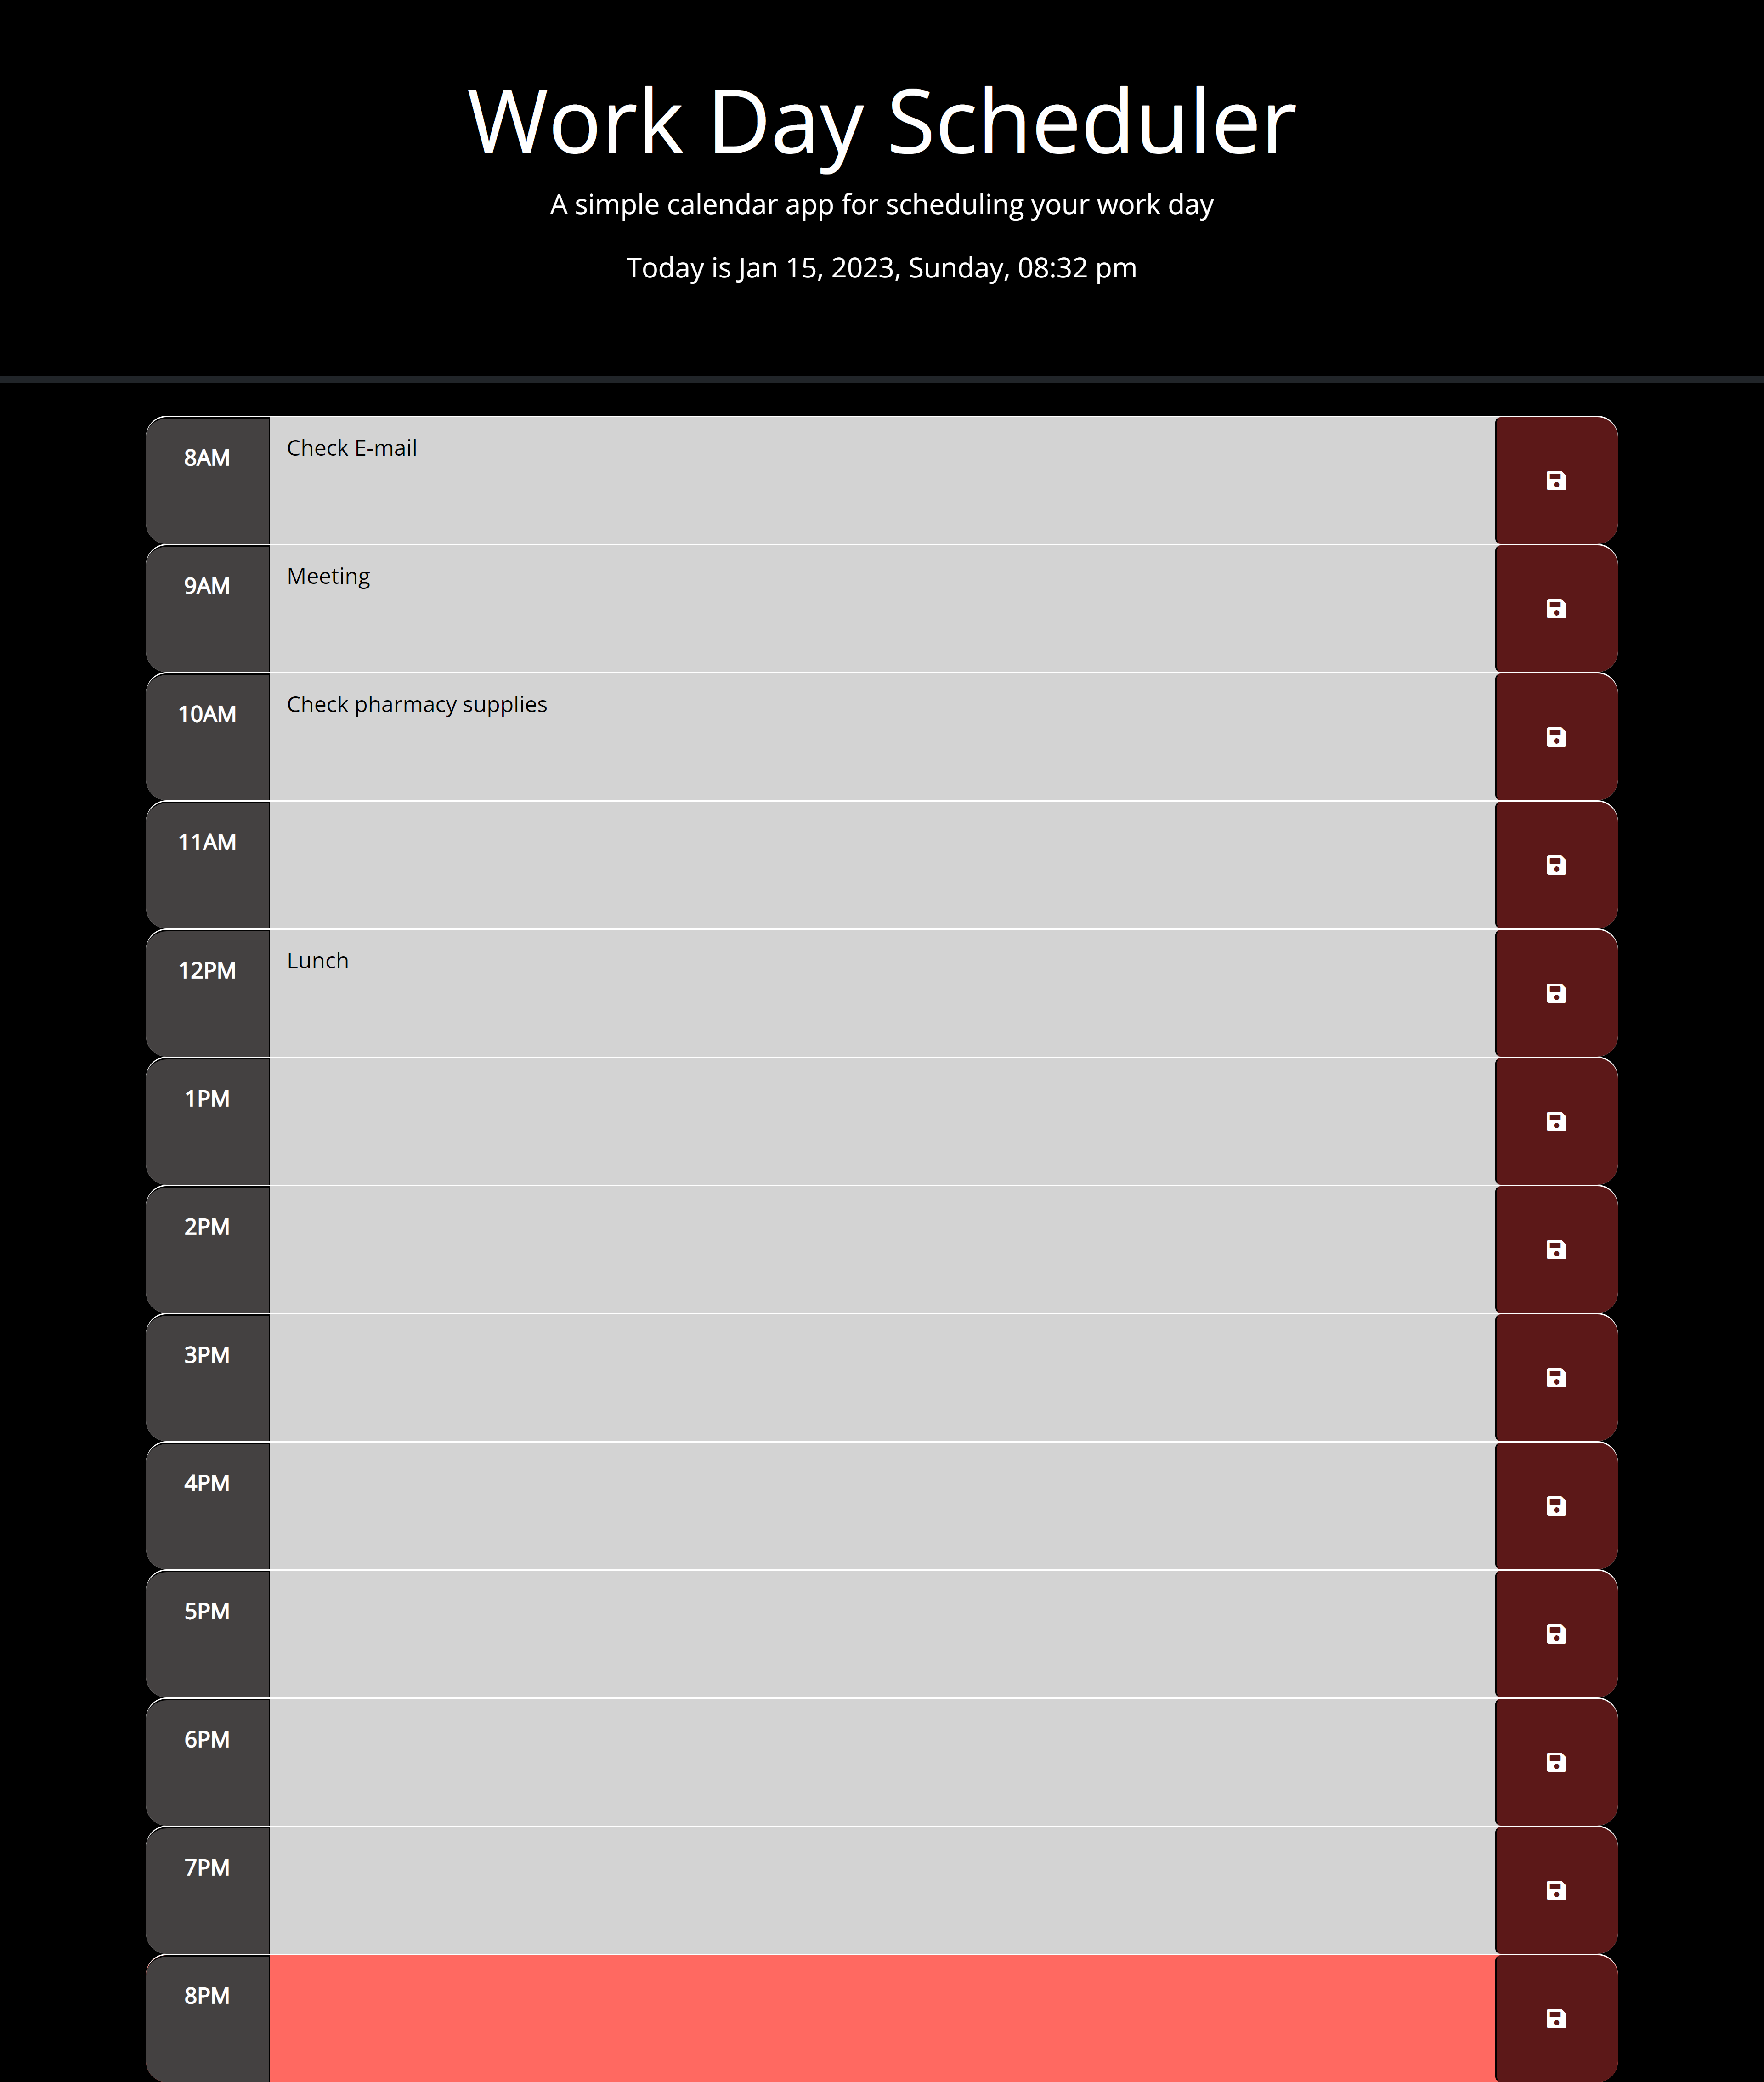 Work Day Scheduler
A simple calendar app for scheduling your work day
Today is Jan 15, 2023, Sunday, 08:32 pm
8AM
Check E-mail
9AM
Meeting
10AM
Check pharmacy supplies
11AM
12PM
Lunch
1PM
2PM
3PM
4PM
5PM
6PM
7PM
8PM